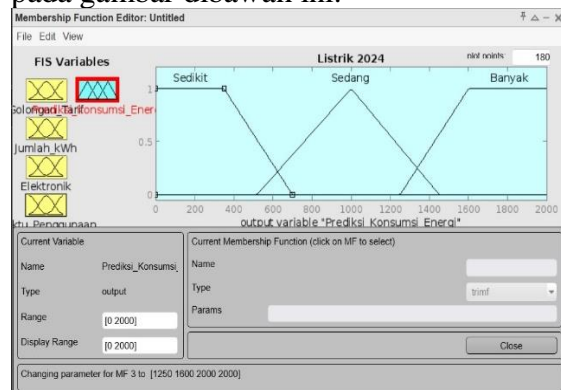 pada gambar dibawah ini.
Membership Function Editor: Untitled
File Edit View
FIS Variables
Listrik 2024
plot points: 180
Golongan_Tarif
Prediksi_Konsumsi_Energi
Jumlah_kWh
Elektronik
ktu_Penggunaan
Sedikit Sedang Banyak
1
0.5
0
0 200 400 600 800 1000 1200 1400 1600 1800 2000
output variable "Prediksi_Konsumsi_Energi"
Current Variable
Name Prediksi_Konsumsi_
Type output
Range [0 2000]
Display Range [0 2000]
Current Membership Function (click on MF to select)
Name
Type trimf
Params
Close
Changing parameter for MF 3 to [1250 1600 2000 2000]